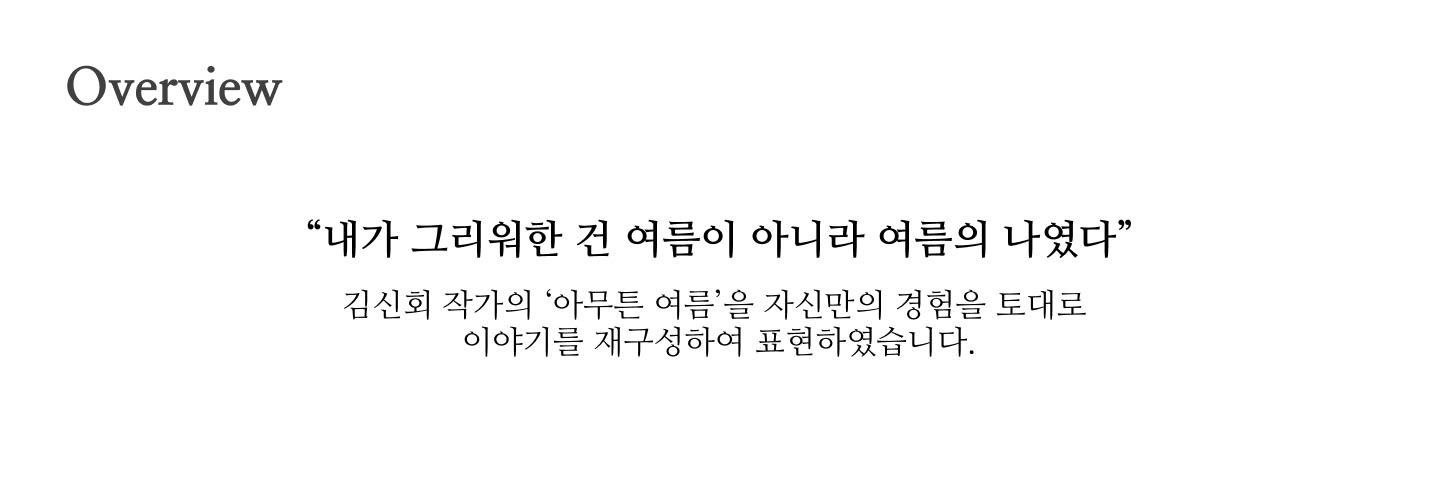 Overview
“내가 그리워한 건 여름이 아니라 여름의 나였다”
김신회 작가의 ‘아무튼 여름’을 자신만의 경험을 토대로
이야기를 재구성하여 표현하였습니다.